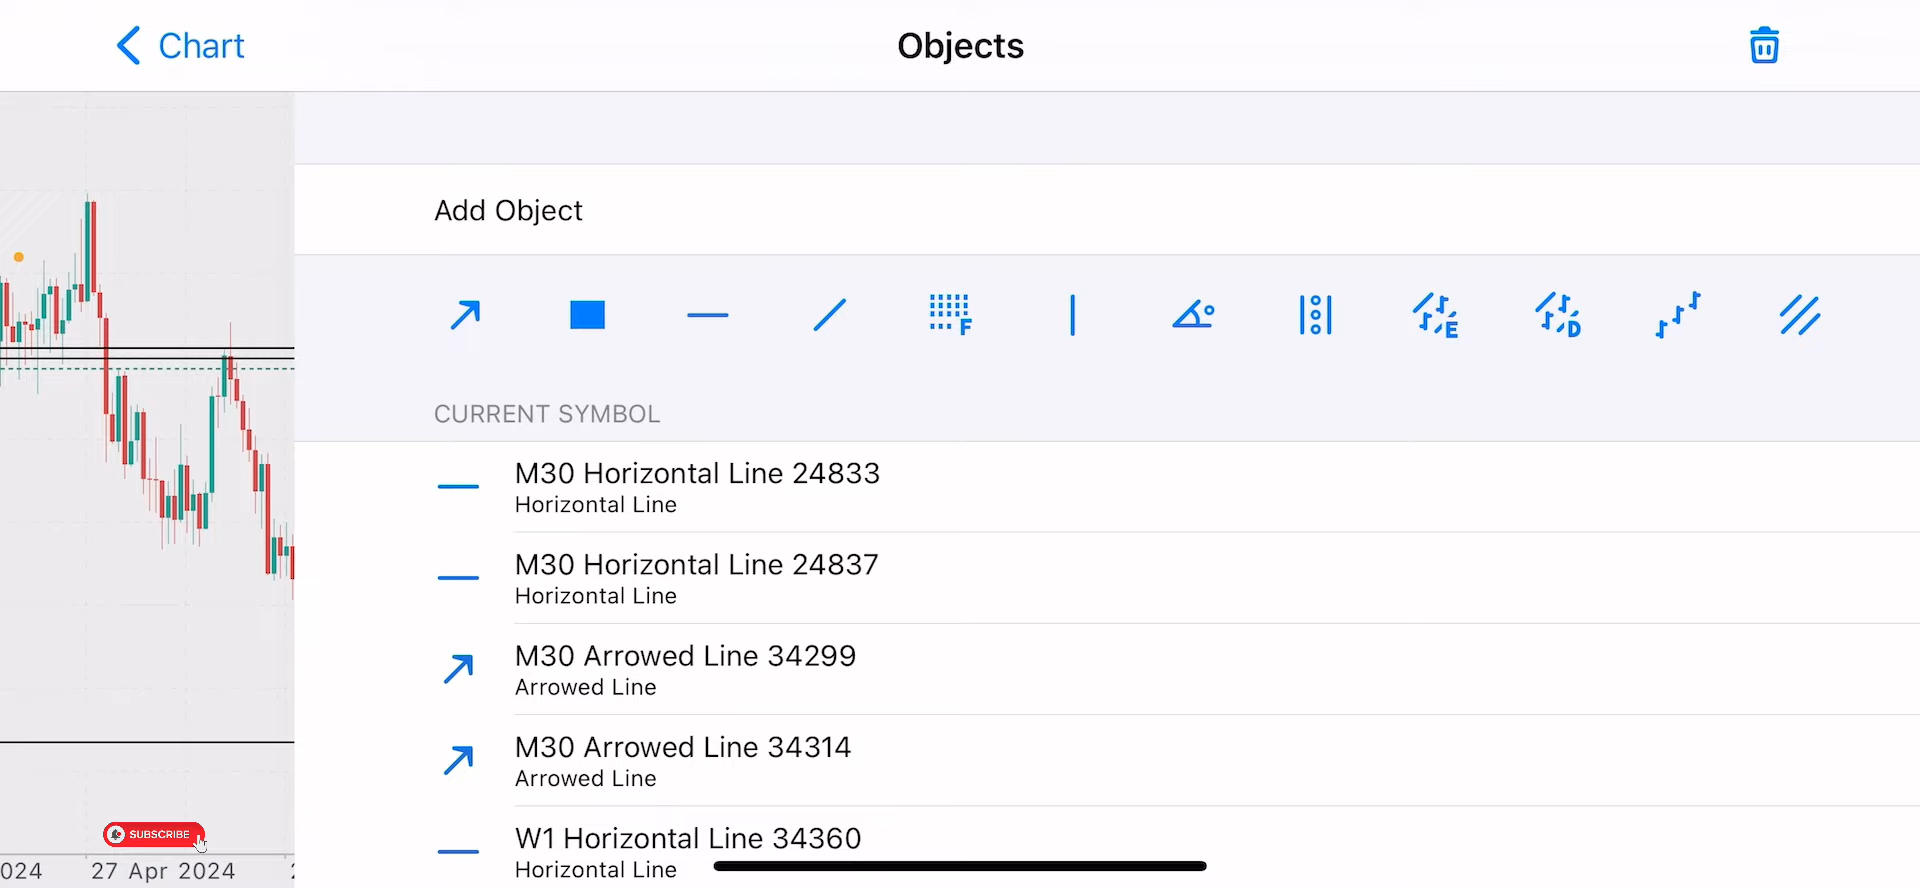 Chart
Objects
Add Object
F
E
D
CURRENT SYMBOL
M30 Horizontal Line 24833
Horizontal Line
M30 Horizontal Line 24837
Horizontal Line
M30 Arrowed Line 34299
Arrowed Line
M30 Arrowed Line 34314
Arrowed Line
W1 Horizontal Line 34360
Horizontal Line
SUBSCRIBE
024
27 Apr 2024